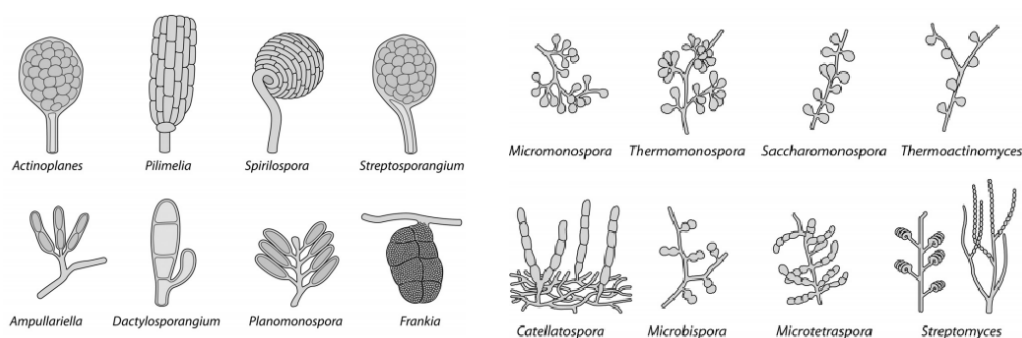 Actinoplanes Pilimelia Spirilospora Streptosporangium
Ampullariella Dactylosporangium Planomonospora Frankia
Micromonospora Thermomonospora Saccharomonospora Thermoactinomyces
Catellatospora Microbispora Microtetraspora Streptomyces